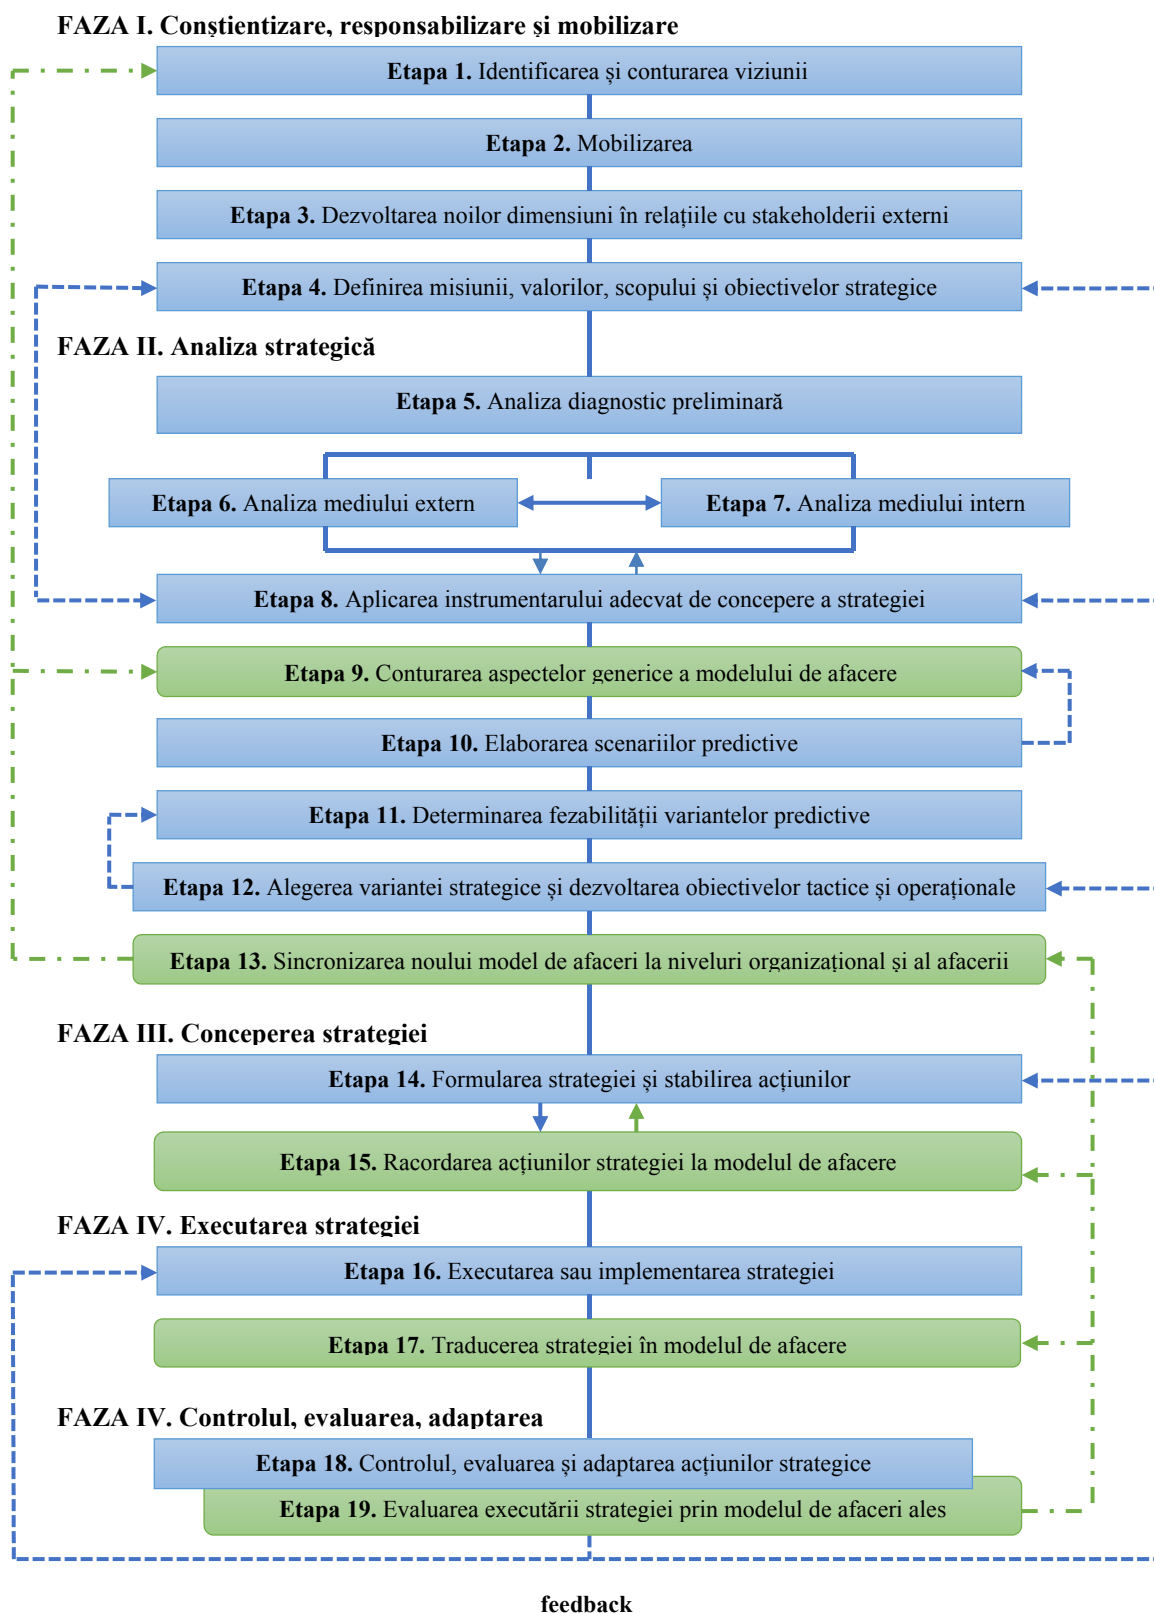 FAZA I. Conștientizare, responsabilizare și mobilizare
Etapa 1. Identificarea și conturarea viziunii
Etapa 2. Mobilizarea
Etapa 3. Dezvoltarea noilor dimensiuni în relațiile cu stakeholderii externi
Etapa 4. Definirea misiunii, valorilor, scopului și obiectivelor strategice
FAZA II. Analiza strategică
Etapa 5. Analiza diagnostic preliminară
Etapa 6. Analiza mediului extern
Etapa 7. Analiza mediului intern
Etapa 8. Aplicarea instrumentarului adecvat de concepere a strategiei
Etapa 9. Conturarea aspectelor generice a modelului de afacere
Etapa 10. Elaborarea scenariilor predictive
Etapa 11. Determinarea fezabilității variantelor predictive
Etapa 12. Alegerea variantei strategice și dezvoltarea obiectivelor tactice și operaționale
Etapa 13. Sincronizarea noului model de afaceri la niveluri organizațional și al afacerii
FAZA III. Conceperea strategiei
Etapa 14. Formularea strategiei și stabilirea acțiunilor
Etapa 15. Racordarea acțiunilor strategiei la modelul de afacere
FAZA IV. Executarea strategiei
Etapa 16. Executarea sau implementarea strategiei
Etapa 17. Traducerea strategiei în modelul de afacere
FAZA IV. Controlul, evaluarea, adaptarea
Etapa 18. Controlul, evaluarea și adaptarea acțiunilor strategice
Etapa 19. Evaluarea executării strategiei prin modelul de afaceri ales
feedback